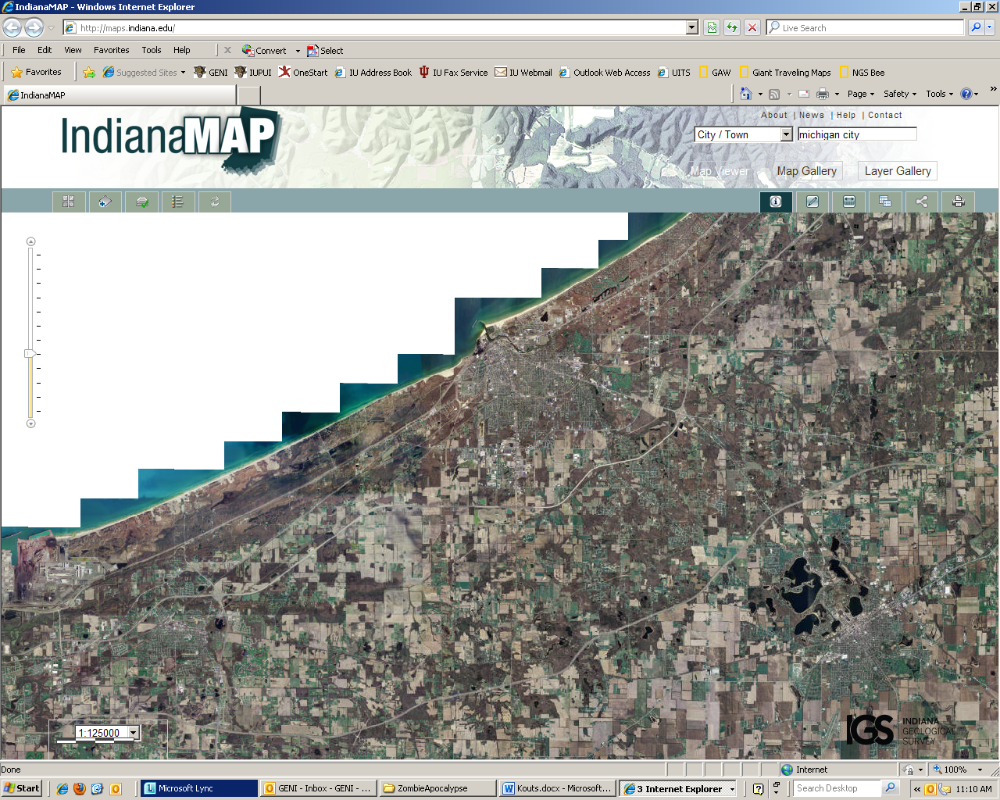 IndianaMAP - Windows Internet Explorer
http://maps.indiana.edu/
Live Search
File Edit View Favorites Tools Help
Convert Select
Favorites Suggested Sites GENI IUPUI OneStart IU Address Book IU Fax Service IU Webmail Outlook Web Access UITS GAW Giant Traveling Maps NGS Bee
IndianaMAP
Page Safety Tools
IndianaMAP
About | News | Help | Contact
City / Town michigan city
Map Viewer Map Gallery Layer Gallery
1:125000
IGS INDIANA
GEOLOGICAL
SURVEY
Done Internet 100%
Start Microsoft Lync GENI - Inbox - GENI - ... ZombieApocalypse Kouts.docx - Microsoft... 3 Internet Explorer Search Desktop 11:10 AM